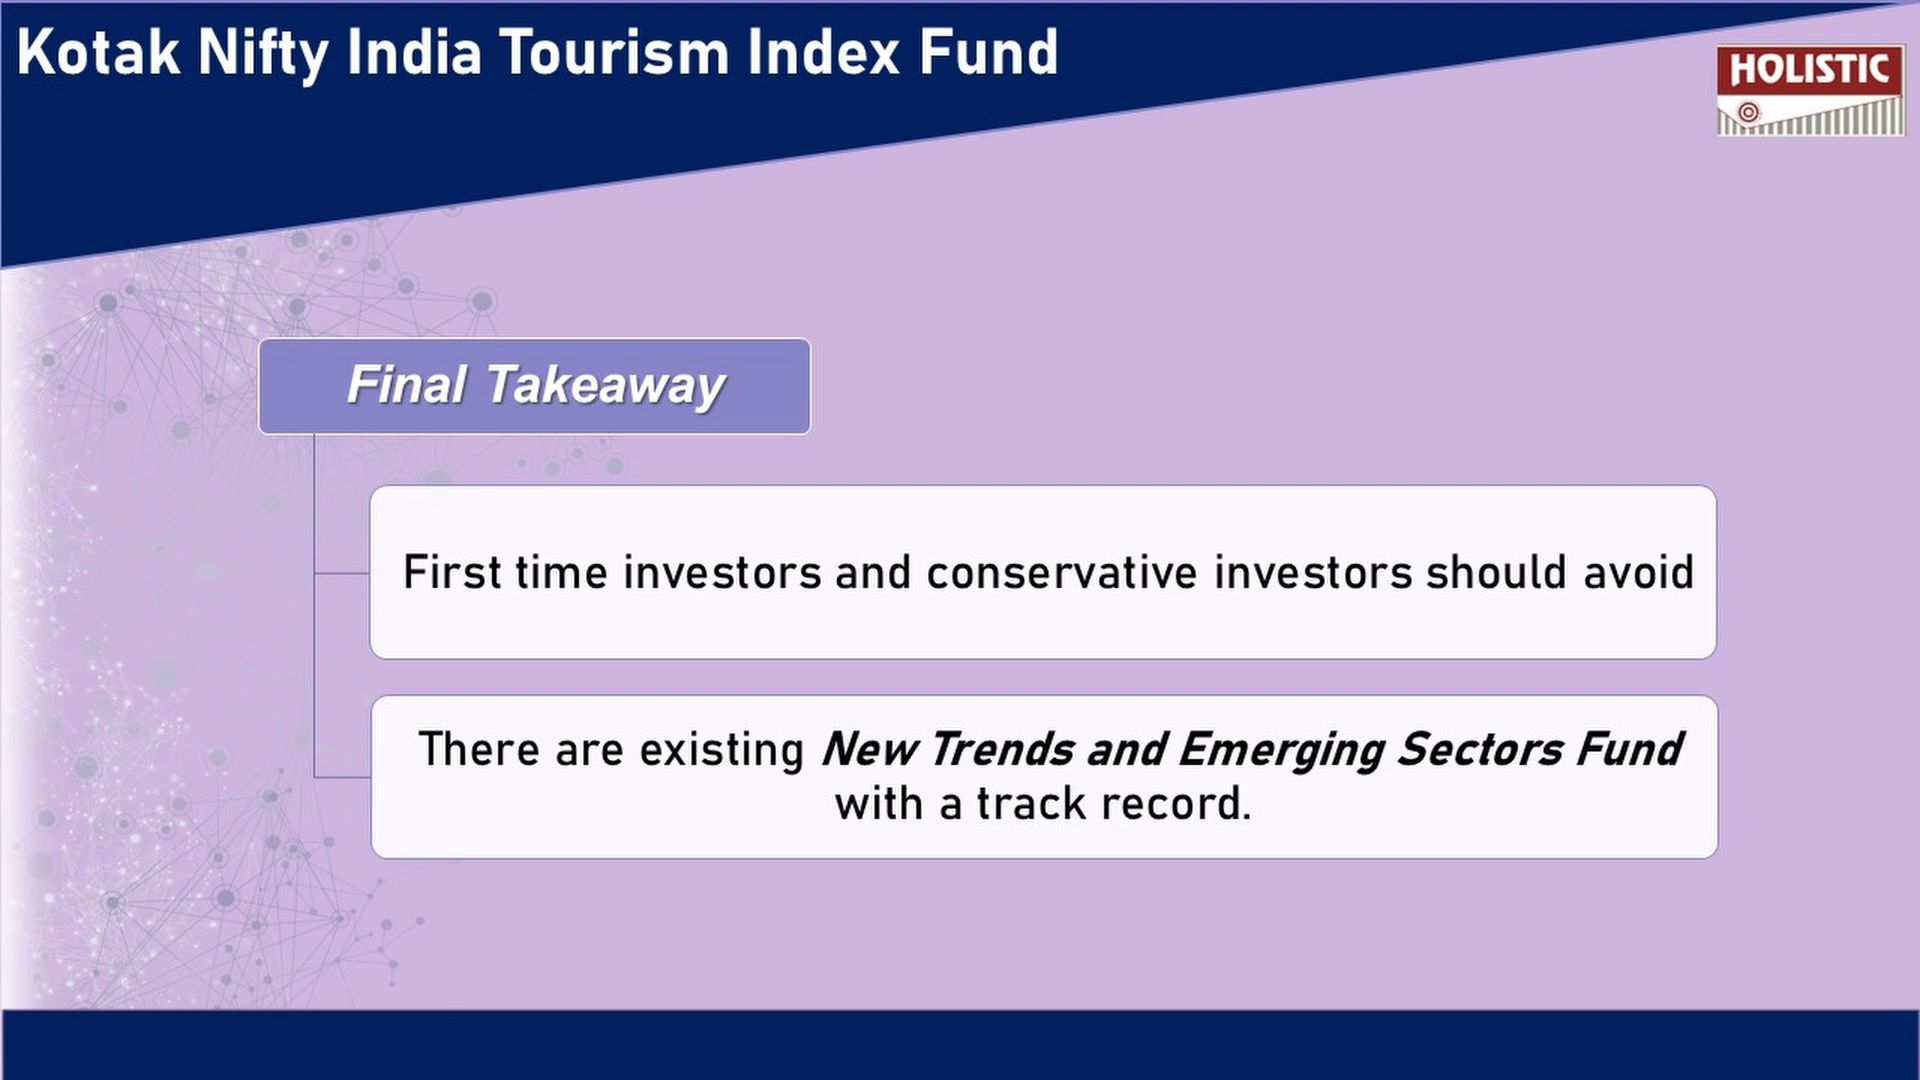 Kotak Nifty India Tourism Index Fund
HOLISTIC
Final Takeaway
First time investors and conservative investors should avoid
There are existing New Trends and Emerging Sectors Fund
with a track record.